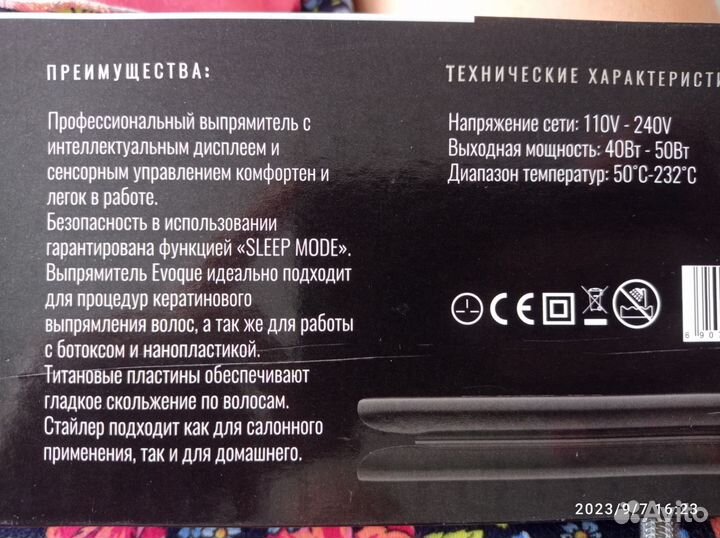 ПРЕИМУЩЕСТВА:
Профессиональный выпрямитель с
интеллектуальным дисплеем и
сенсорным управлением комфортен и
легок в работе.
Безопасность в использовании
гарантирована функцией «SLEEP MODE».
Выпрямитель Evoque идеально подходит
для процедур кератинового
выпрямления волос, а так же для работы
с ботоксом и нанопластикой.
Титановые пластины обеспечивают
гладкое скольжение по волосам.
Стайлер подходит как для салонного
применения, так и для домашнего.
ТЕХНИЧЕСКИЕ ХАРАКТЕРИСТИ
Напряжение сети: 110V - 240V
Выходная мощность: 40Вт - 50Вт
Диапазон температур: 50°С-232°С
CE
6 90
2023/9/7 16:23
Avito